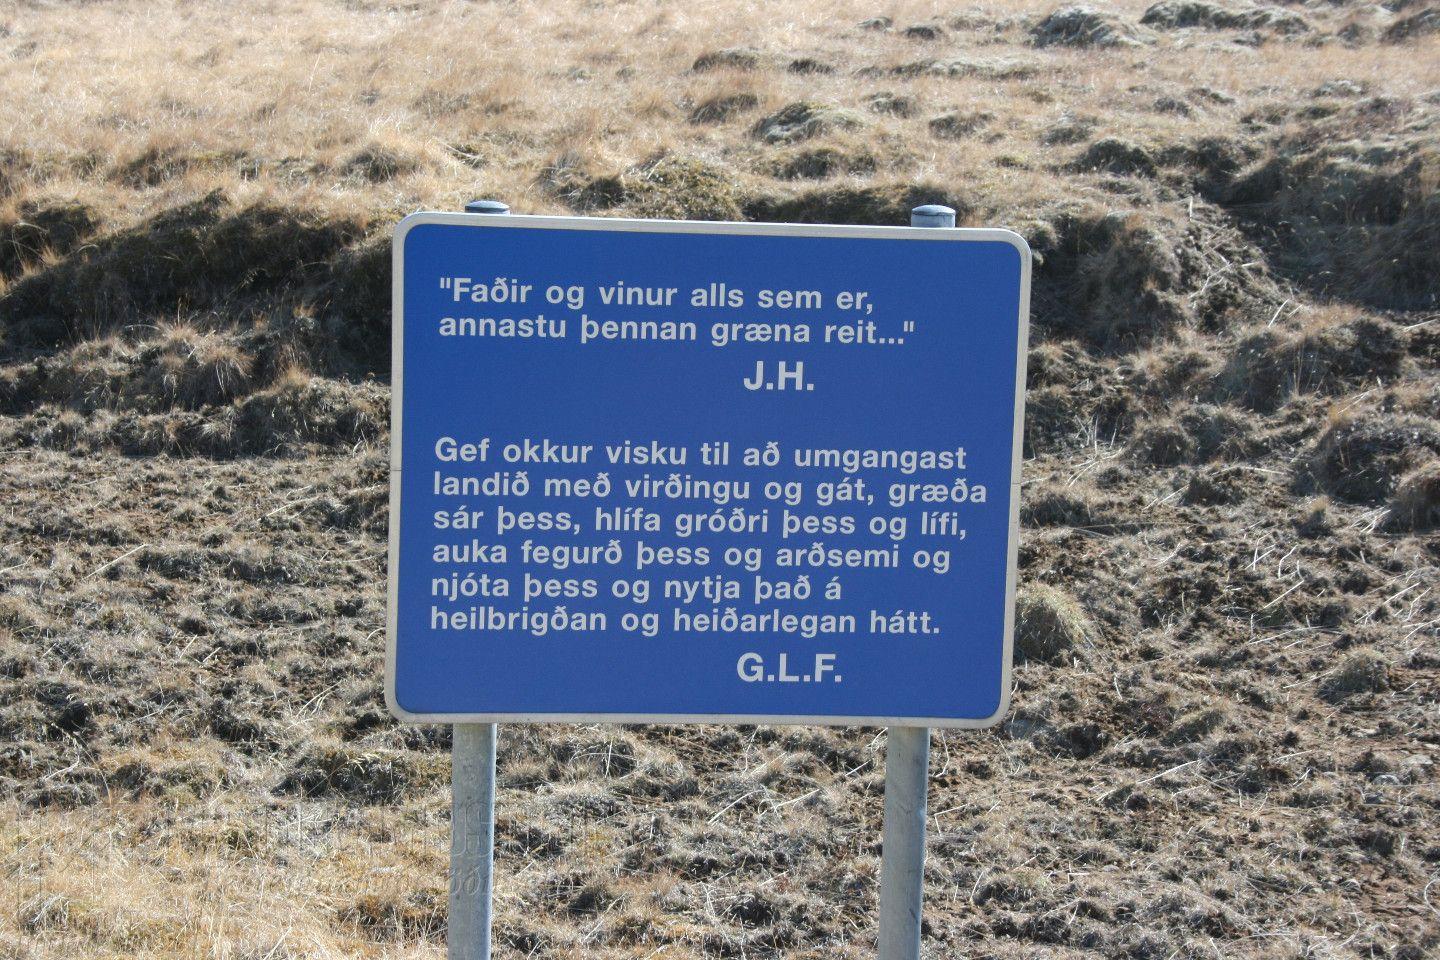 "Faðir og vinur alls sem er,
annastu þennan græna reit..."
J.H.
Gef okkur visku til að umgangast
landið með virðingu og gát, græða
sár þess, hlífa gróðri þess og lífi,
auka fegurð þess og arðsemi og
njóta þess og nytja það á
heilbrigðan og heiðarlegan hátt.
G.L.F.